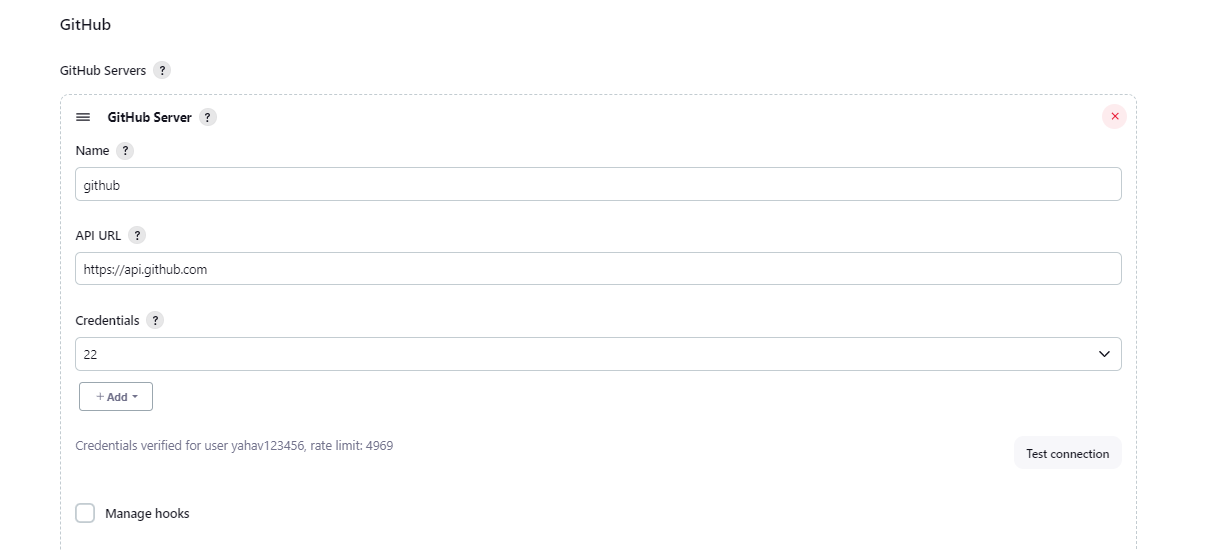 GitHub
GitHub Servers ?
GitHub Server ?
Name ?
github
API URL ?
https://api.github.com
Credentials ?
22
+ Add
Credentials verified for user yahav123456, rate limit: 4969
Test connection
Manage hooks